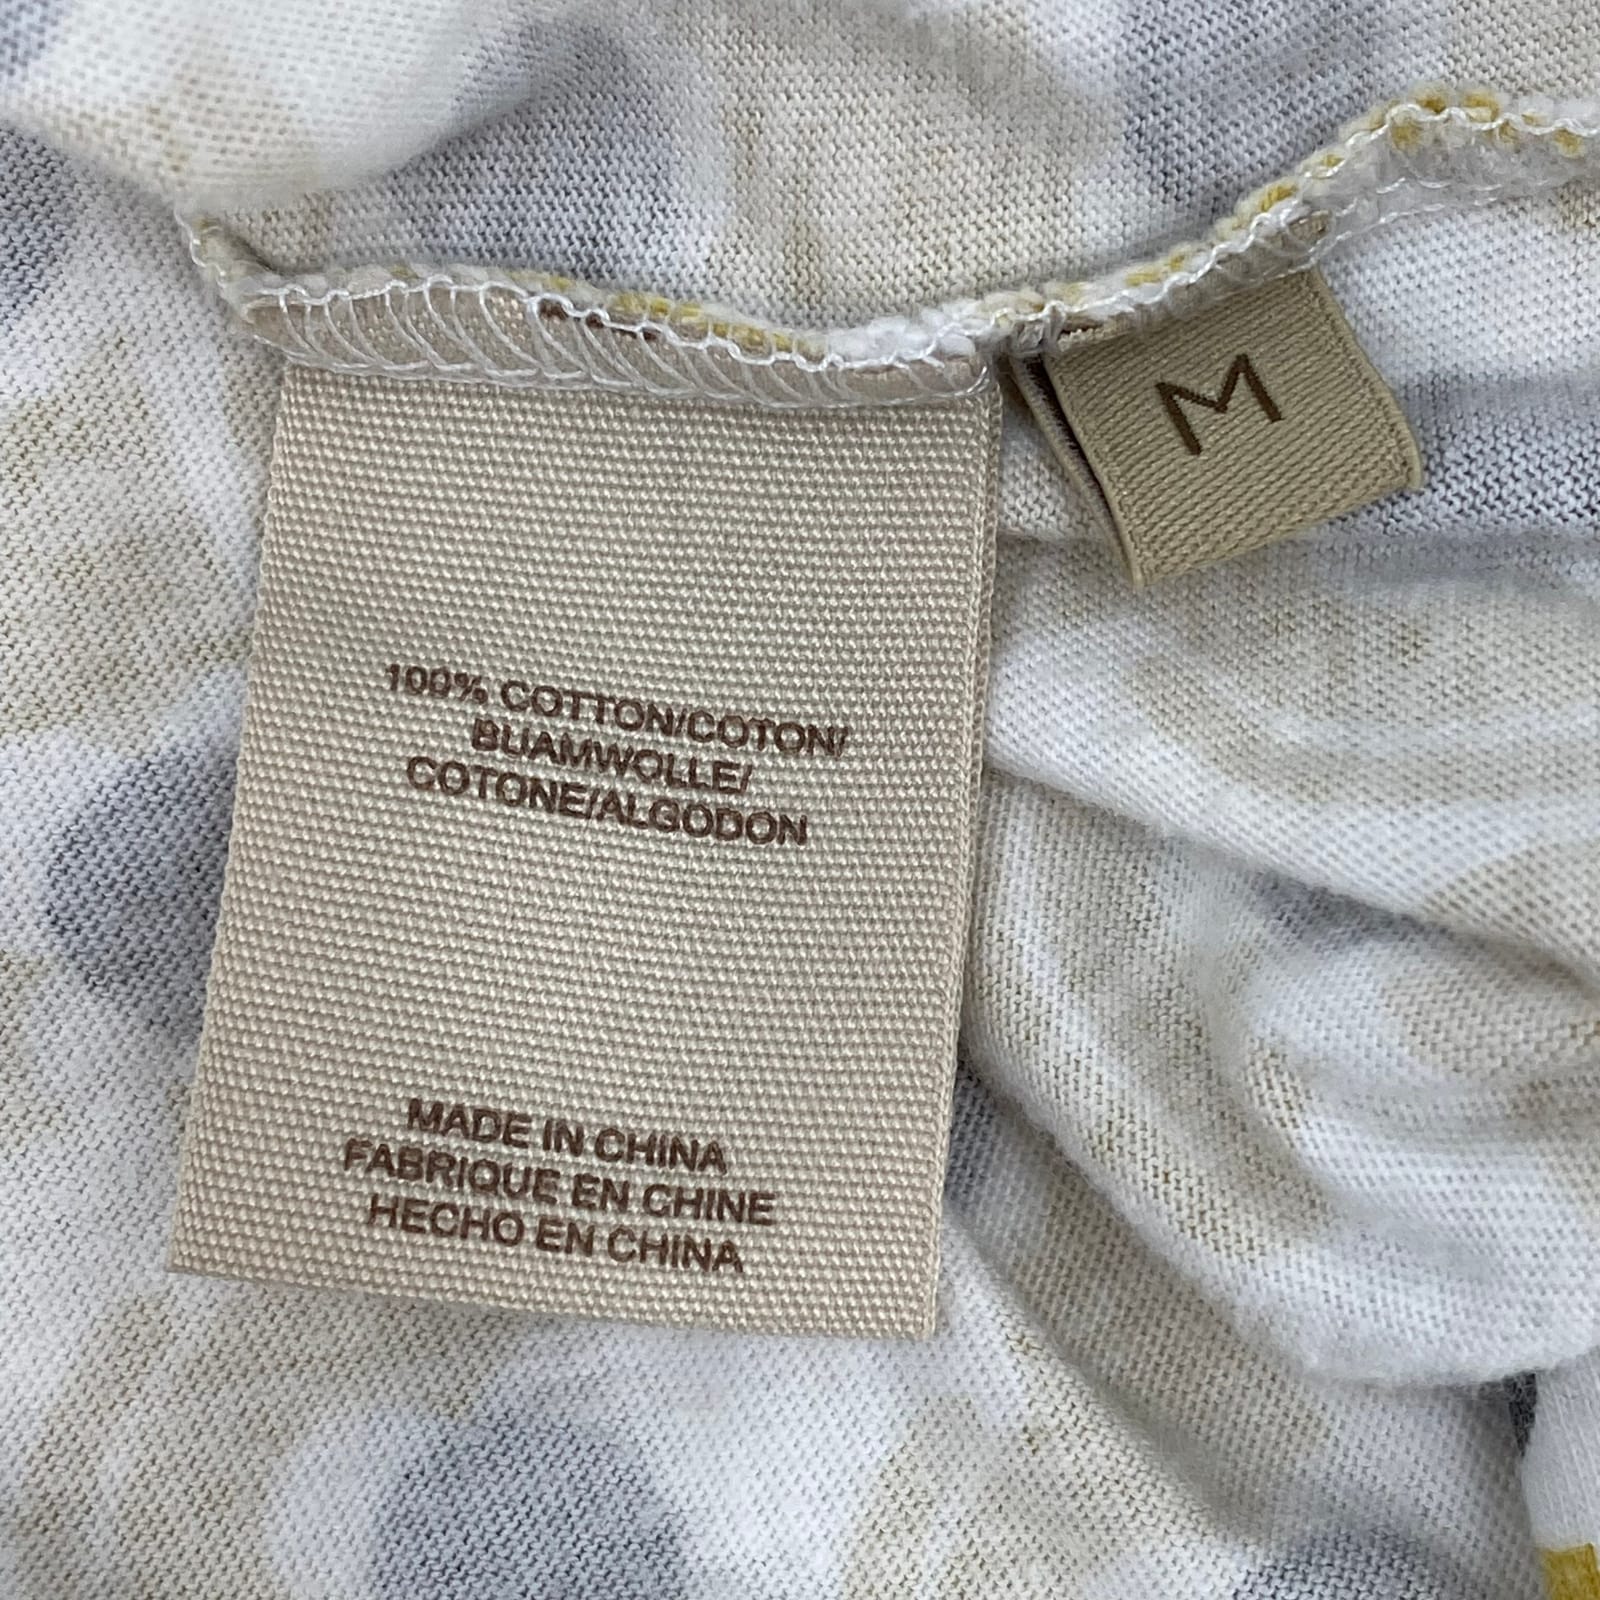 M
100% COTTON/COTON/
BUAMWOLLE/
COTONE/ALGODON
MADE IN CHINA
FABRIQUE EN CHINE
HECHO EN CHINA